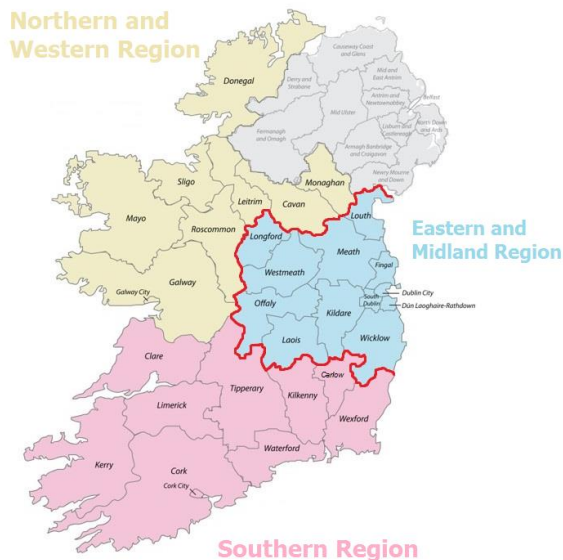 Northern and
Western Region
Donegal
Causeway Coast
and Glens
Derry and
Strabane
Mid and
East Antrim
Antrim and
Newtownabbey
Belfast
Mid Ulster
Fermanagh
and Omagh
Lisburn and
Castlereagh
North Down
and Ards
Armagh Banbridge
and Craigavon
Newry Mourne
and Down
Sligo
Leitrim
Monaghan
Cavan
Mayo
Roscommon
Longford
Louth
Eastern and
Midland Region
Meath
Westmeath
Galway
Galway City
Fingal
Dublin City
South
Dublin
Dún Laoghaire-Rathdown
Offaly
Kildare
Wicklow
Laois
Clare
Carlow
Tipperary
Kilkenny
Limerick
Wexford
Waterford
Kerry
Cork
Cork City
Southern Region